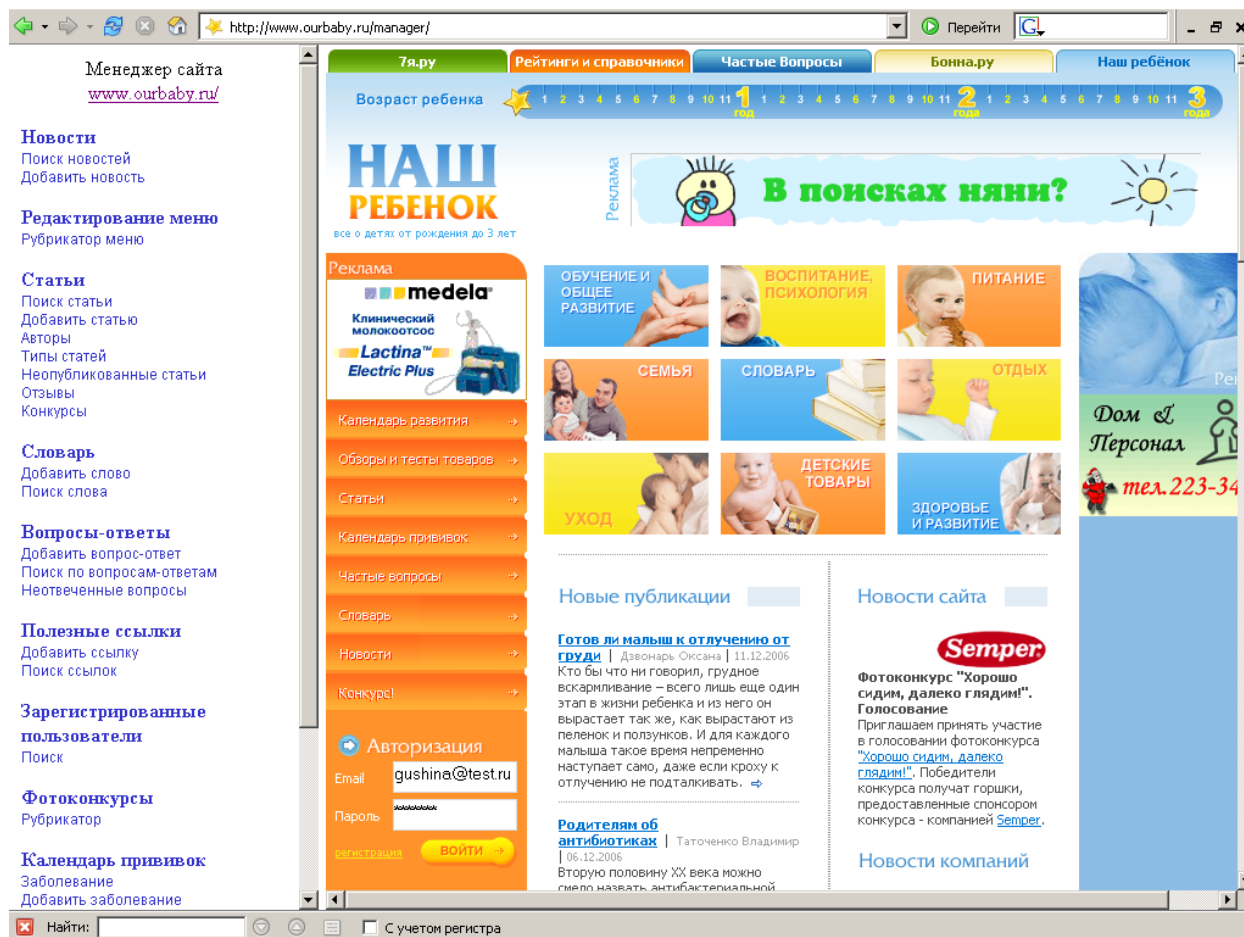 http://www.ourbaby.ru/manager/
Перейти
G
Менеджер сайта
www.ourbaby.ru/
Новости
Поиск новостей
Добавить новость
Редактирование меню
Рубрикатор меню
Статьи
Поиск статьи
Добавить статью
Авторы
Типы статей
Неопубликованные статьи
Отзывы
Конкурсы
Словарь
Добавить слово
Поиск слова
Вопросы-ответы
Добавить вопрос-ответ
Поиск по вопросам-ответам
Неотвеченные вопросы
Полезные ссылки
Добавить ссылку
Поиск ссылок
Зарегистрированные
пользователи
Поиск
Фотоконкурсы
Рубрикатор
Календарь прививок
Заболевание
Добавить заболевание
7я.ру
Рейтинги и справочники
Частые Вопросы
Бонна.ру
Наш ребёнок
Возраст ребенка
1 2 3 4 5 6 7 8 9 10 11 1 год 1 2 3 4 5 6 7 8 9 10 11 2 года 1 2 3 4 5 6 7 8 9 10 11 3 года
НАШ
РЕБЕНОК
все о детях от рождения до 3 лет
Реклама
В поисках няни?
Реклама
medela
Клинический
молокоотсос
Lactina™
Electric Plus
Календарь развития
Обзоры и тесты товаров
Статьи
Календарь прививок
Частые вопросы
Словарь
Новости
Конкурс!
Авторизация
Email
gushina@test.ru
Пароль
*********
регистрация
ВОЙТИ
ОБУЧЕНИЕ И
ОБЩЕЕ
РАЗВИТИЕ
ВОСПИТАНИЕ,
ПСИХОЛОГИЯ
ПИТАНИЕ
СЕМЬЯ
СЛОВАРЬ
ОТДЫХ
УХОД
ДЕТСКИЕ
ТОВАРЫ
ЗДОРОВЬЕ
И РАЗВИТИЕ
Новые публикации
Готов ли малыш к отлучению от
груди | Дзвонарь Оксана | 11.12.2006
Кто бы что ни говорил, грудное
вскармливание – всего лишь еще один
этап в жизни ребенка и из него он
вырастает так же, как вырастают из
пеленок и ползунков. И для каждого
малыша такое время непременно
наступает само, даже если кроху к
отлучению не подталкивать.
Родителям об
антибиотиках | Таточенко Владимир
| 06.12.2006
Вторую половину XX века можно
смело назвать антибактериальной
Новости сайта
Semper
Фотоконкурс "Хорошо
сидим, далеко глядим!".
Голосование
Приглашаем принять участие
в голосовании фотоконкурса
"Хорошо сидим, далеко
глядим!". Победители
конкурса получат горшки,
предоставленные спонсором
конкурса - компанией Semper.
Новости компаний
Ре
Дом &
Персонал
тел.223-34
Найти:
С учетом регистра